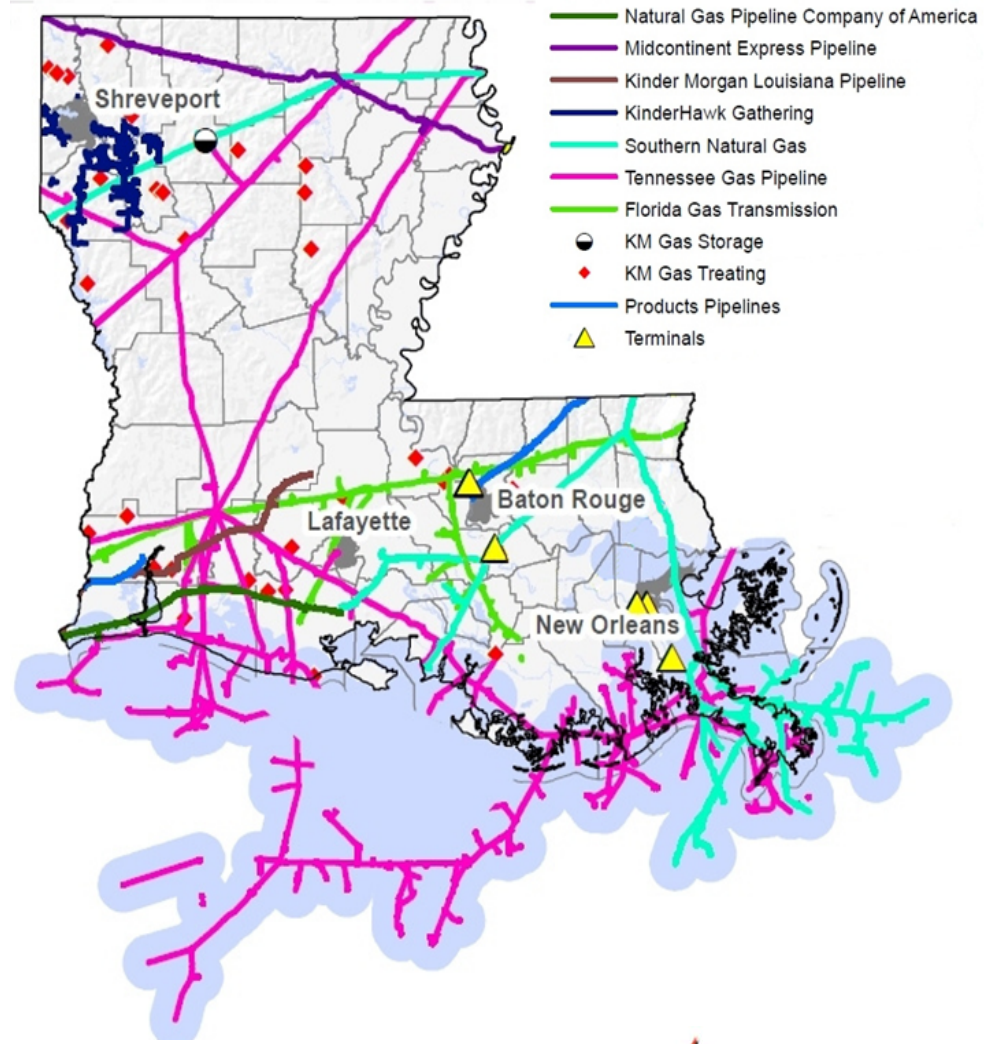 Natural Gas Pipeline Company of America
Midcontinent Express Pipeline
Kinder Morgan Louisiana Pipeline
KinderHawk Gathering
Southern Natural Gas
Tennessee Gas Pipeline
Florida Gas Transmission
KM Gas Storage
KM Gas Treating
Products Pipelines
Terminals
Shreveport
Baton Rouge
Lafayette
New Orleans